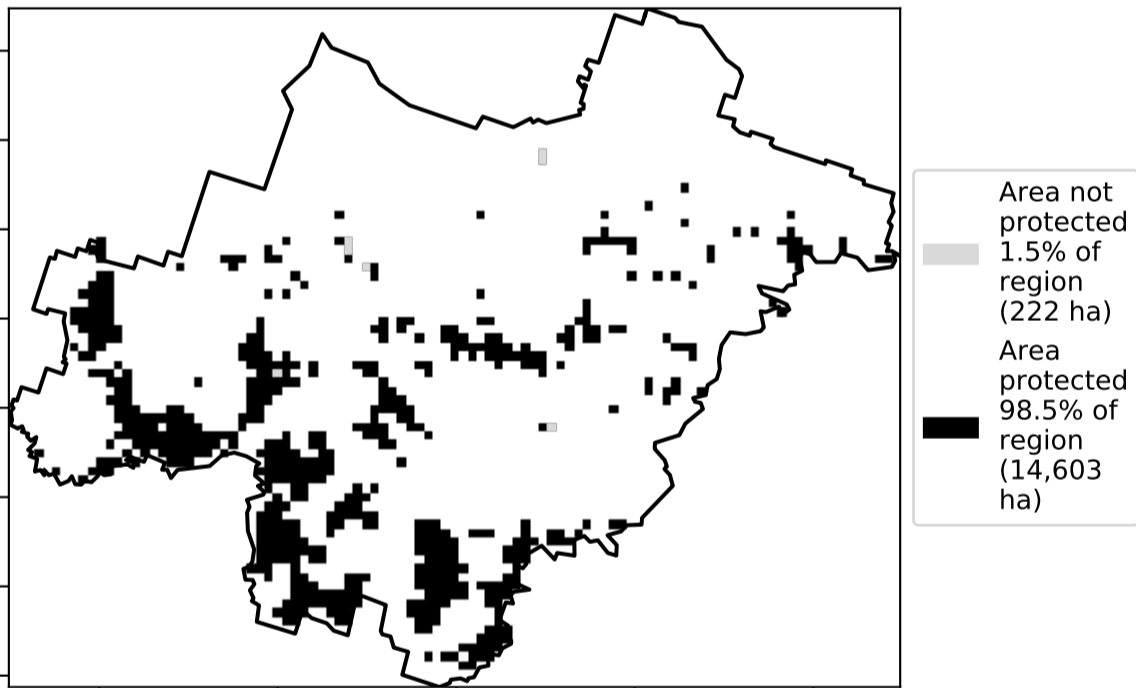 Area not
protected
1.5% of
region
(222 ha)
Area
protected
98.5% of
region
(14,603
ha)